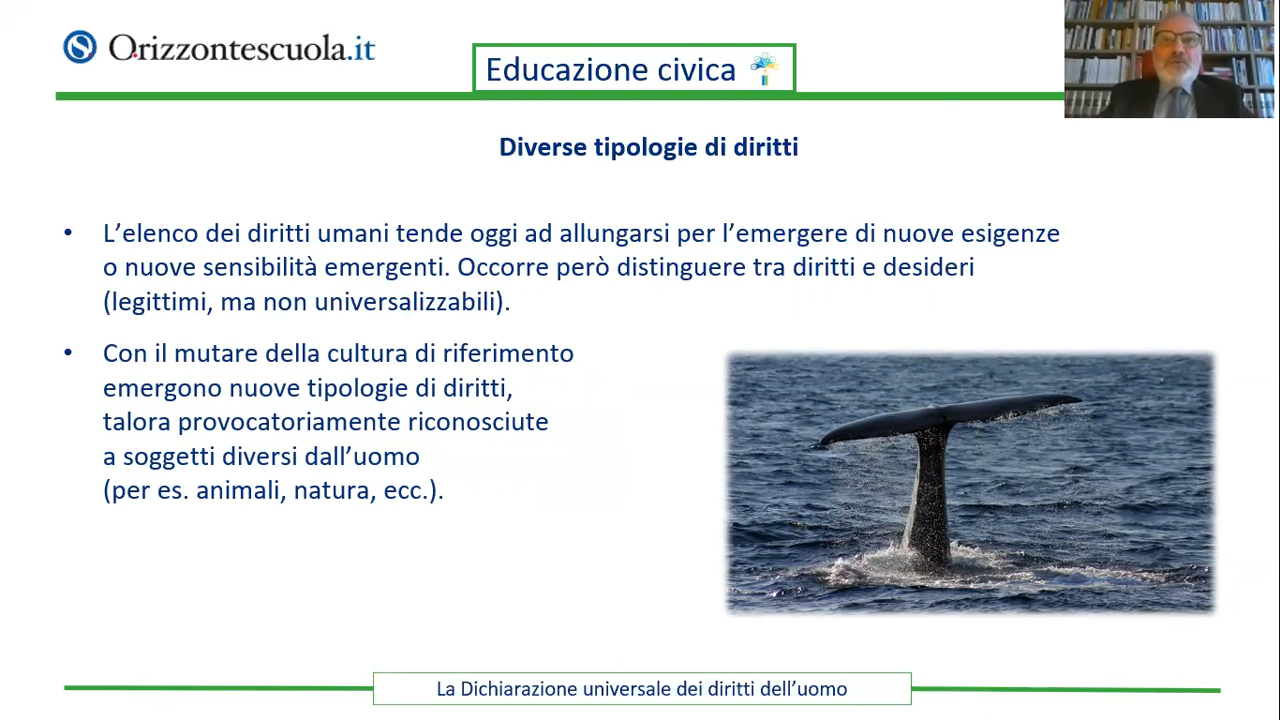 Orizzontescuola.it
Educazione civica
Diverse tipologie di diritti
• L’elenco dei diritti umani tende oggi ad allungarsi per l’emergere di nuove esigenze
o nuove sensibilità emergenti. Occorre però distinguere tra diritti e desideri
(legittimi, ma non universalizzabili).
• Con il mutare della cultura di riferimento
emergono nuove tipologie di diritti,
talora provocatoriamente riconosciute
a soggetti diversi dall’uomo
(per es. animali, natura, ecc.).
La Dichiarazione universale dei diritti dell’uomo